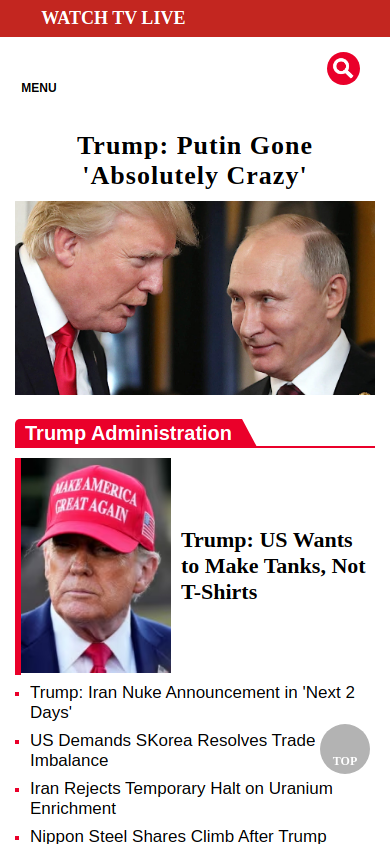 WATCH TV LIVE
MENU
Trump: Putin Gone
'Absolutely Crazy'
Trump Administration
MAKE AMERICA
GREAT AGAIN
Trump: US Wants
to Make Tanks, Not
T-Shirts
Trump: Iran Nuke Announcement in 'Next 2
Days'
US Demands SKorea Resolves Trade
Imbalance
TOP
Iran Rejects Temporary Halt on Uranium
Enrichment
Nippon Steel Shares Climb After Trump